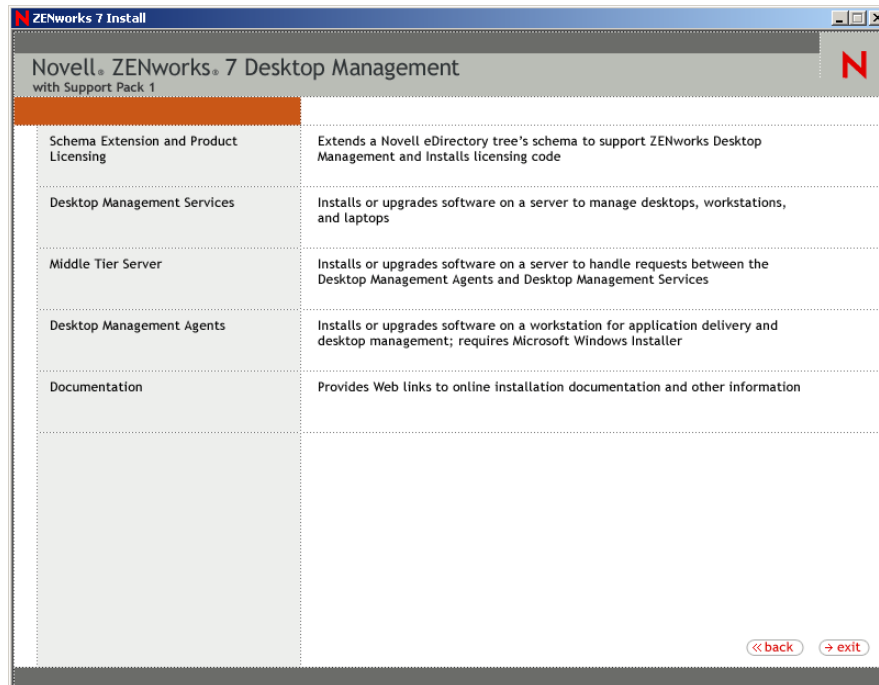 ZENworks 7 Install
Novell® ZENworks® 7 Desktop Management
with Support Pack 1
Schema Extension and Product
Licensing
Extends a Novell eDirectory tree's schema to support ZENworks Desktop
Management and Installs licensing code
Desktop Management Services
Installs or upgrades software on a server to manage desktops, workstations,
and laptops
Middle Tier Server
Installs or upgrades software on a server to handle requests between the
Desktop Management Agents and Desktop Management Services
Desktop Management Agents
Installs or upgrades software on a workstation for application delivery and
desktop management; requires Microsoft Windows Installer
Documentation
Provides Web links to online installation documentation and other information
« back
→ exit